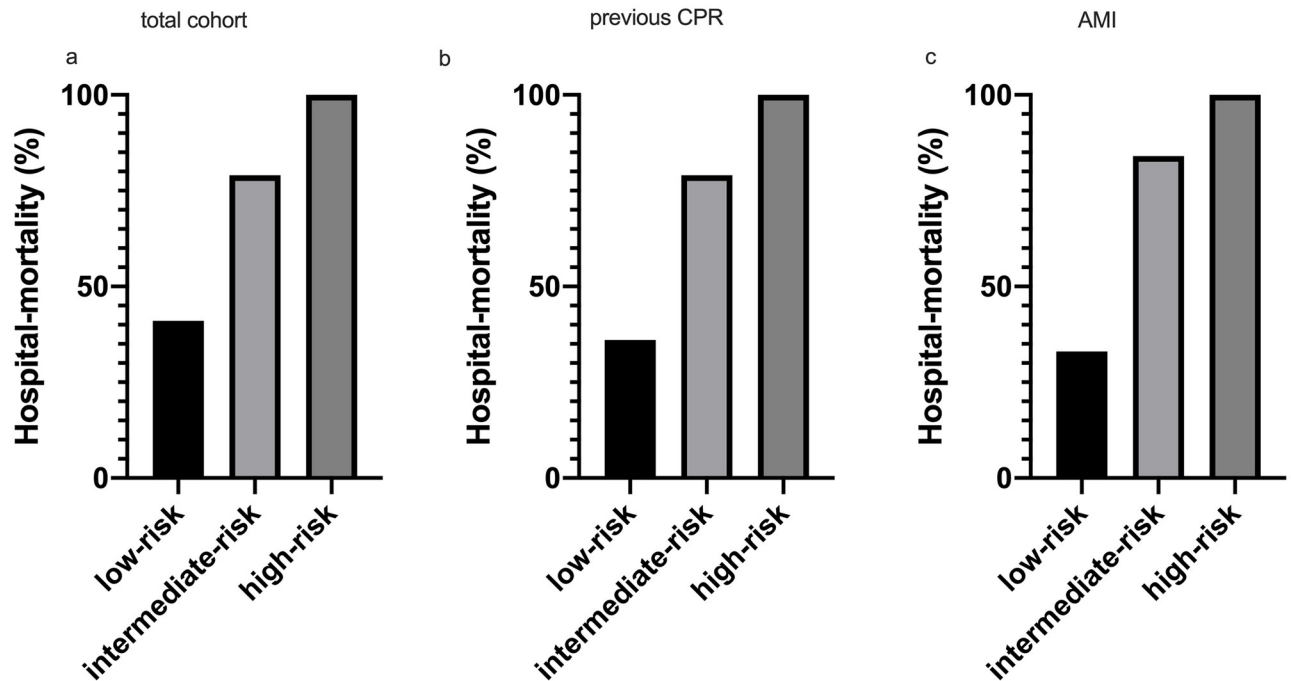 total cohort
previous CPR
AMI
a
b
c
Hospital-mortality (%)
100
50
0
low-risk
intermediate-risk
high-risk
Hospital-mortality (%)
100
50
0
low-risk
intermediate-risk
high-risk
Hospital-mortality (%)
100
50
0
low-risk
intermediate-risk
high-risk